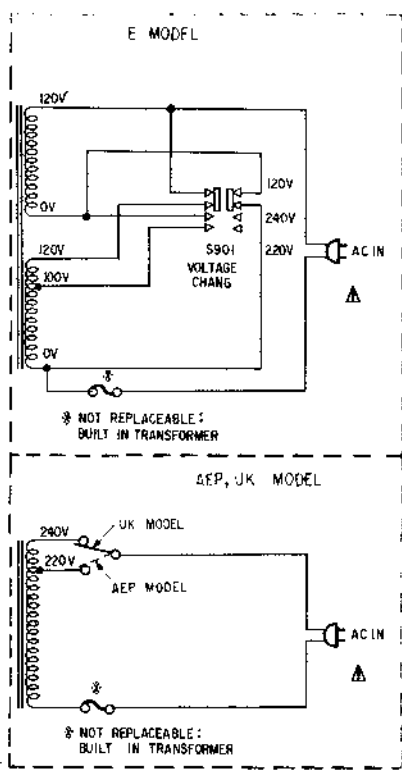 E MODEL
120V
0V
120V
100V
0V
120V
240V
220V
S901
VOLTAGE
CHANG
AC IN
※ NOT REPLACEABLE:
BUILT IN TRANSFORMER
AEP, UK MODEL
240V
UK MODEL
220V
AEP MODEL
AC IN
※ NOT REPLACEABLE:
BUILT IN TRANSFORMER